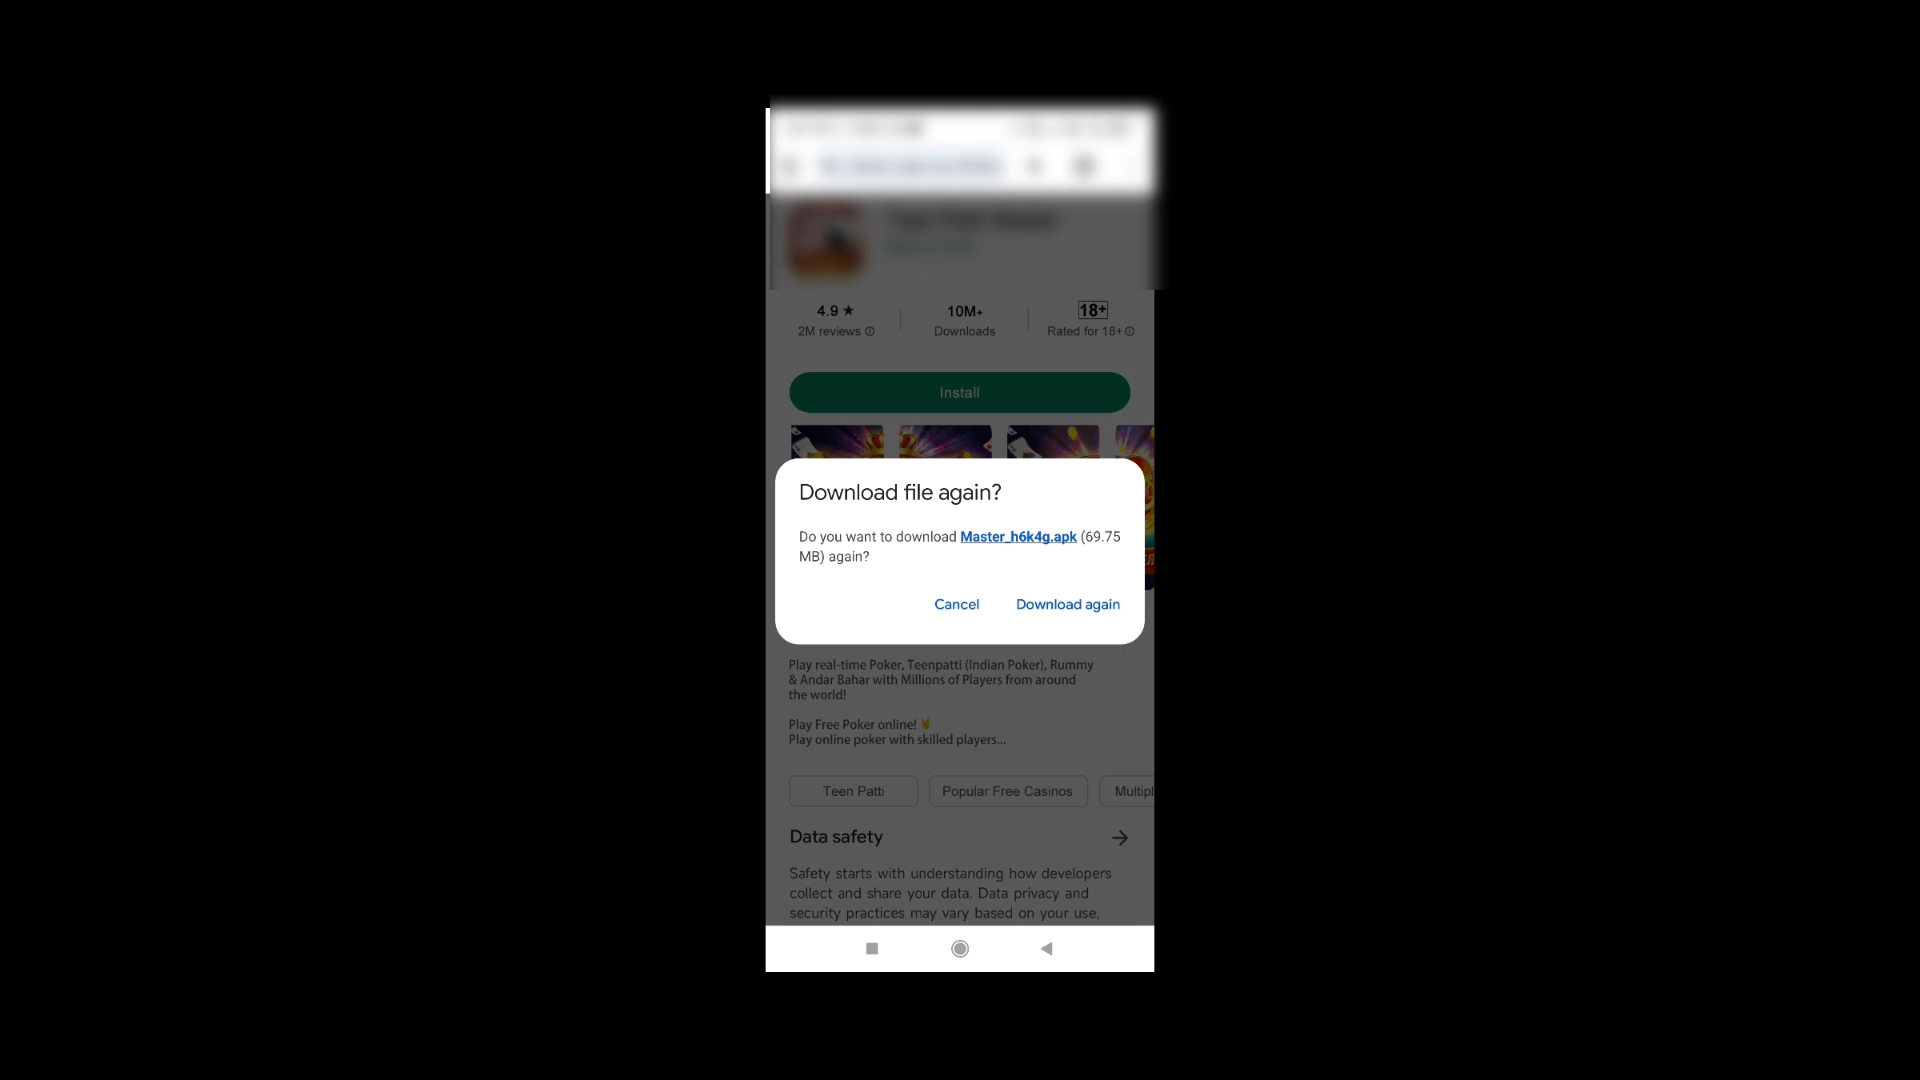 4.9 ★
2M reviews
10M+
Downloads
18+
Rated for 18+
Install
Download file again?
Do you want to download Master_h6k4g.apk (69.75
MB) again?
Cancel
Download again
Play real-time Poker, Teenpatti (Indian Poker), Rummy
& Andar Bahar with Millions of Players from around
the world!
Play Free Poker online! 🤘
Play online poker with skilled players...
Teen Patti
Popular Free Casinos
Multipl
Data safety
Safety starts with understanding how developers
collect and share your data. Data privacy and
security practices may vary based on your use,